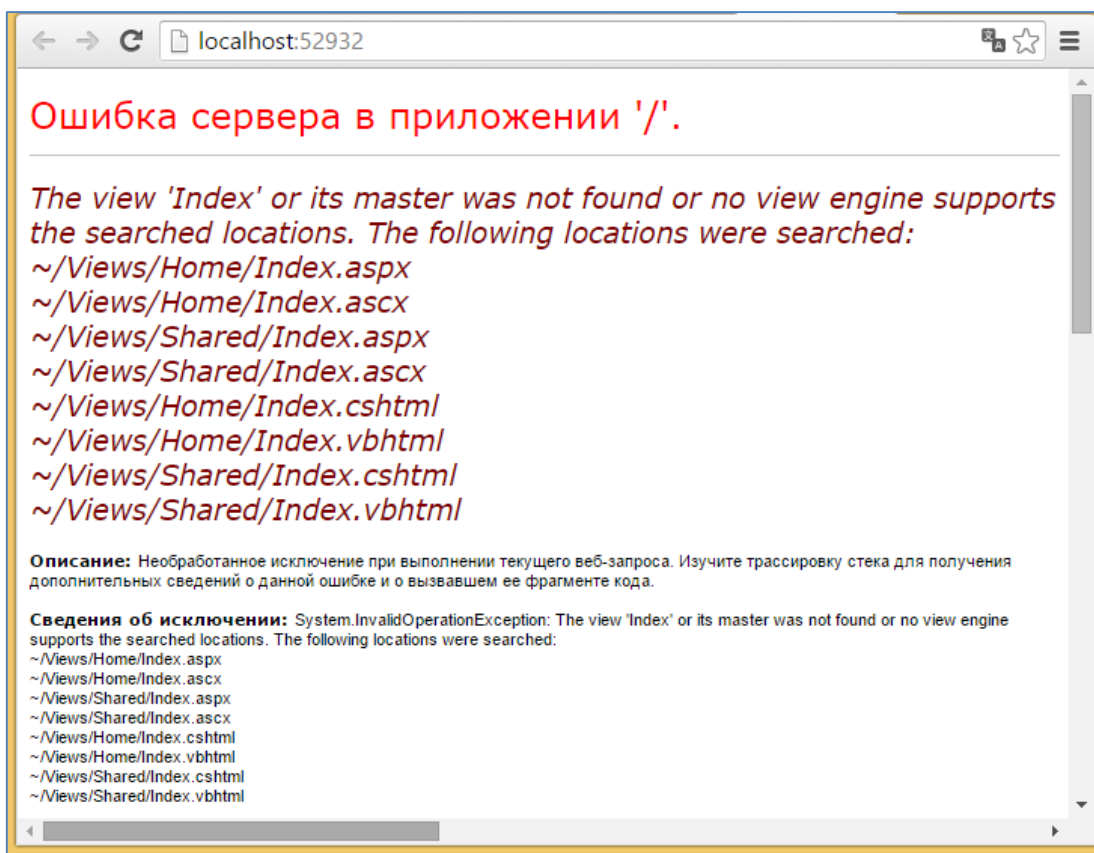 localhost:52932
Ошибка сервера в приложении '/'.
The view 'Index' or its master was not found or no view engine supports
the searched locations. The following locations were searched:
~/Views/Home/Index.aspx
~/Views/Home/Index.ascx
~/Views/Shared/Index.aspx
~/Views/Shared/Index.ascx
~/Views/Home/Index.cshtml
~/Views/Home/Index.vbhtml
~/Views/Shared/Index.cshtml
~/Views/Shared/Index.vbhtml
Описание: Необработанное исключение при выполнении текущего веб-запроса. Изучите трассировку стека для получения
дополнительных сведений о данной ошибке и о вызвавшем ее фрагменте кода.
Сведения об исключении: System.InvalidOperationException: The view 'Index' or its master was not found or no view engine
supports the searched locations. The following locations were searched:
~/Views/Home/Index.aspx
~/Views/Home/Index.ascx
~/Views/Shared/Index.aspx
~/Views/Shared/Index.ascx
~/Views/Home/Index.cshtml
~/Views/Home/Index.vbhtml
~/Views/Shared/Index.cshtml
~/Views/Shared/Index.vbhtml